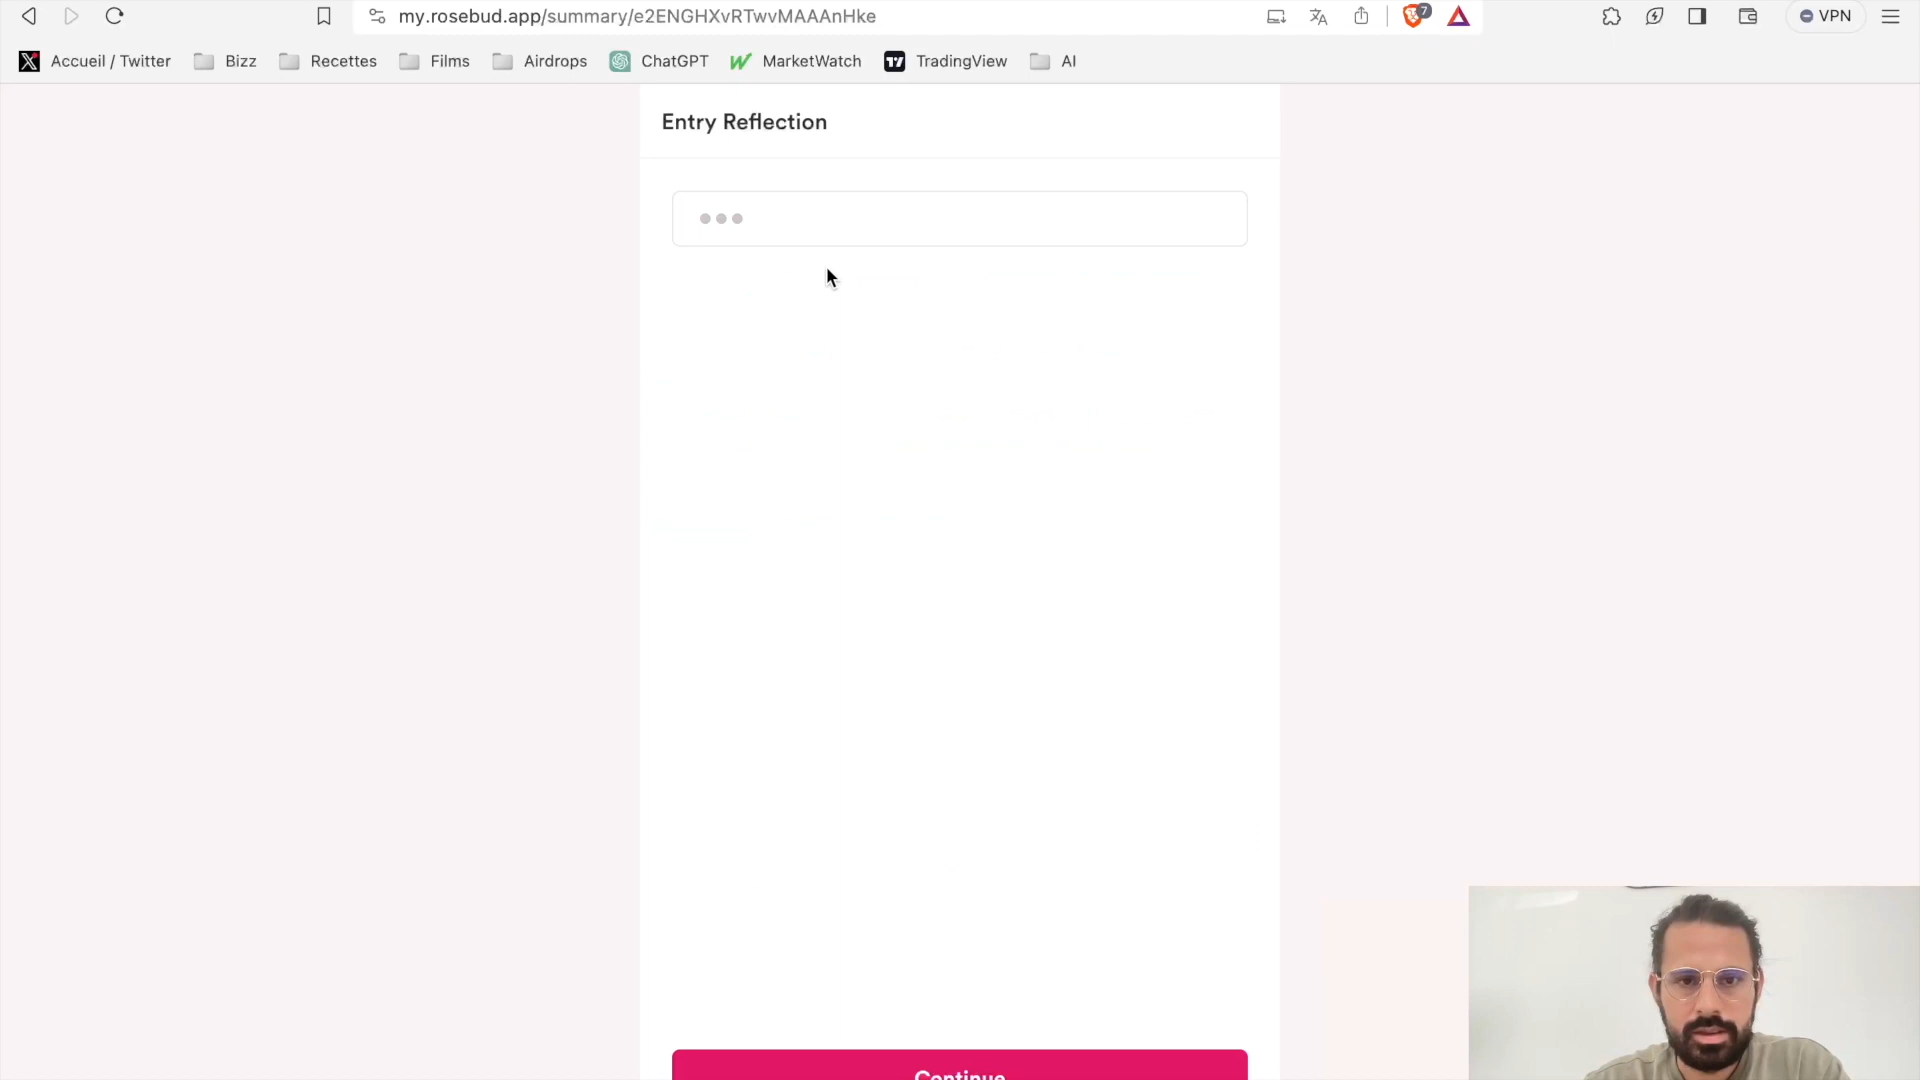 my.rosebud.app/summary/e2ENGHXvRTwvMAAAnHke
7
VPN
Accueil / Twitter
Bizz
Recettes
Films
Airdrops
ChatGPT
MarketWatch
TradingView
AI
Entry Reflection
Continue